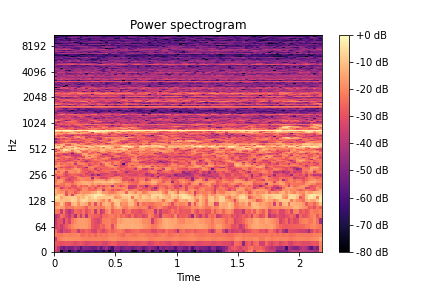 Power spectrogram
8192
4096
2048
1024
512
256
128
64
0
Hz
0
0.5
1
1.5
2
Time
+0 dB
-10 dB
-20 dB
-30 dB
-40 dB
-50 dB
-60 dB
-70 dB
-80 dB